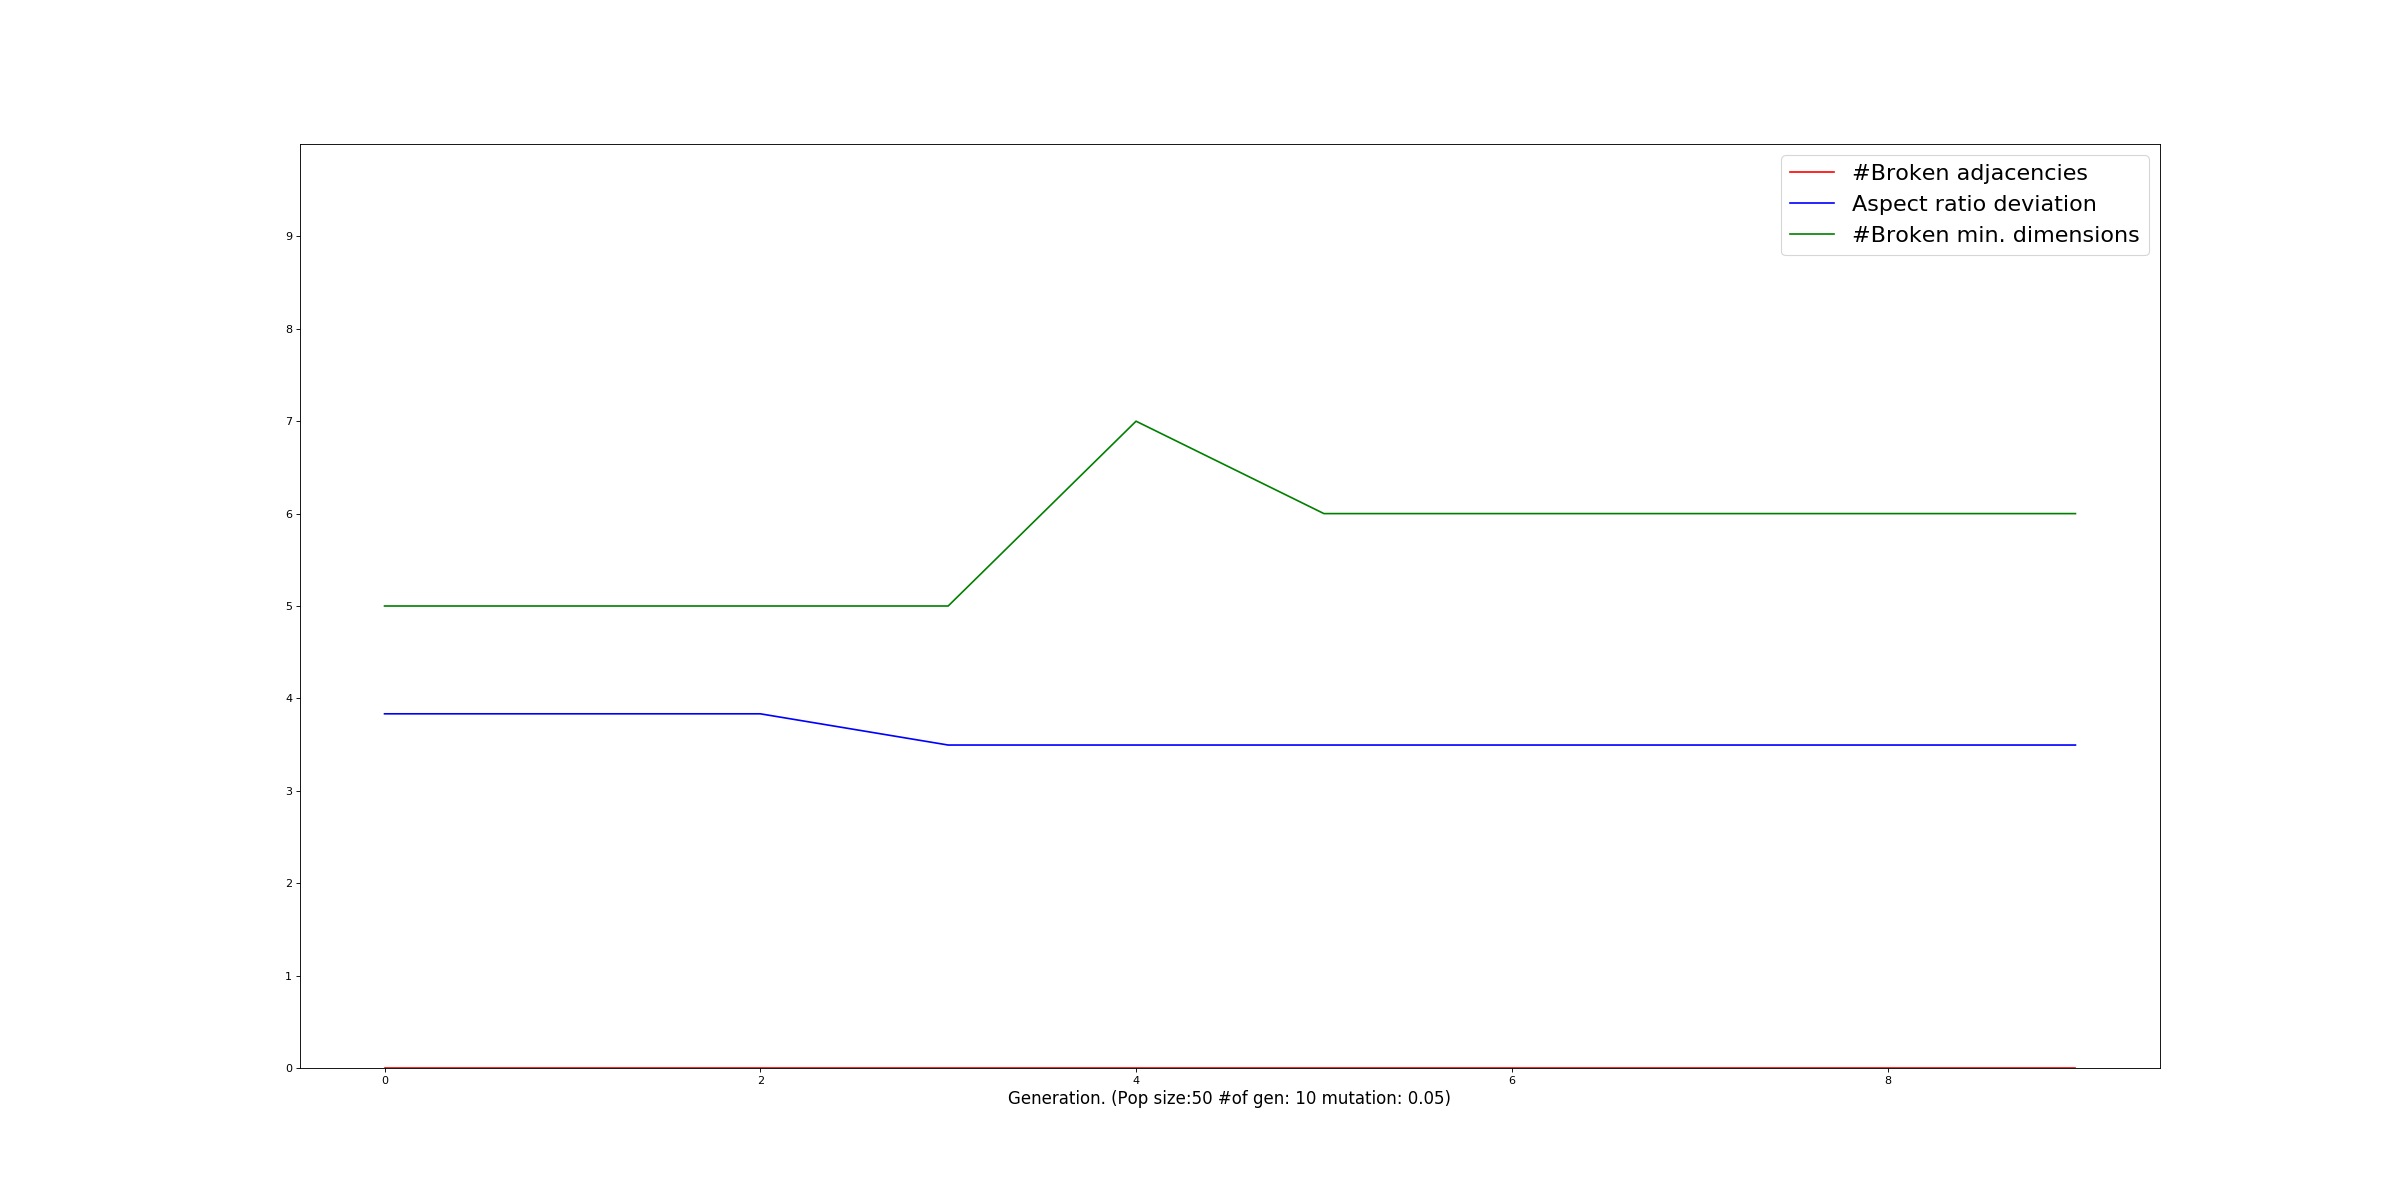 #Broken adjacencies
Aspect ratio deviation
#Broken min. dimensions
9
8
7
6
5
4
3
2
1
0
0 2 4 6 8
Generation. (Pop size:50 #of gen: 10 mutation: 0.05)